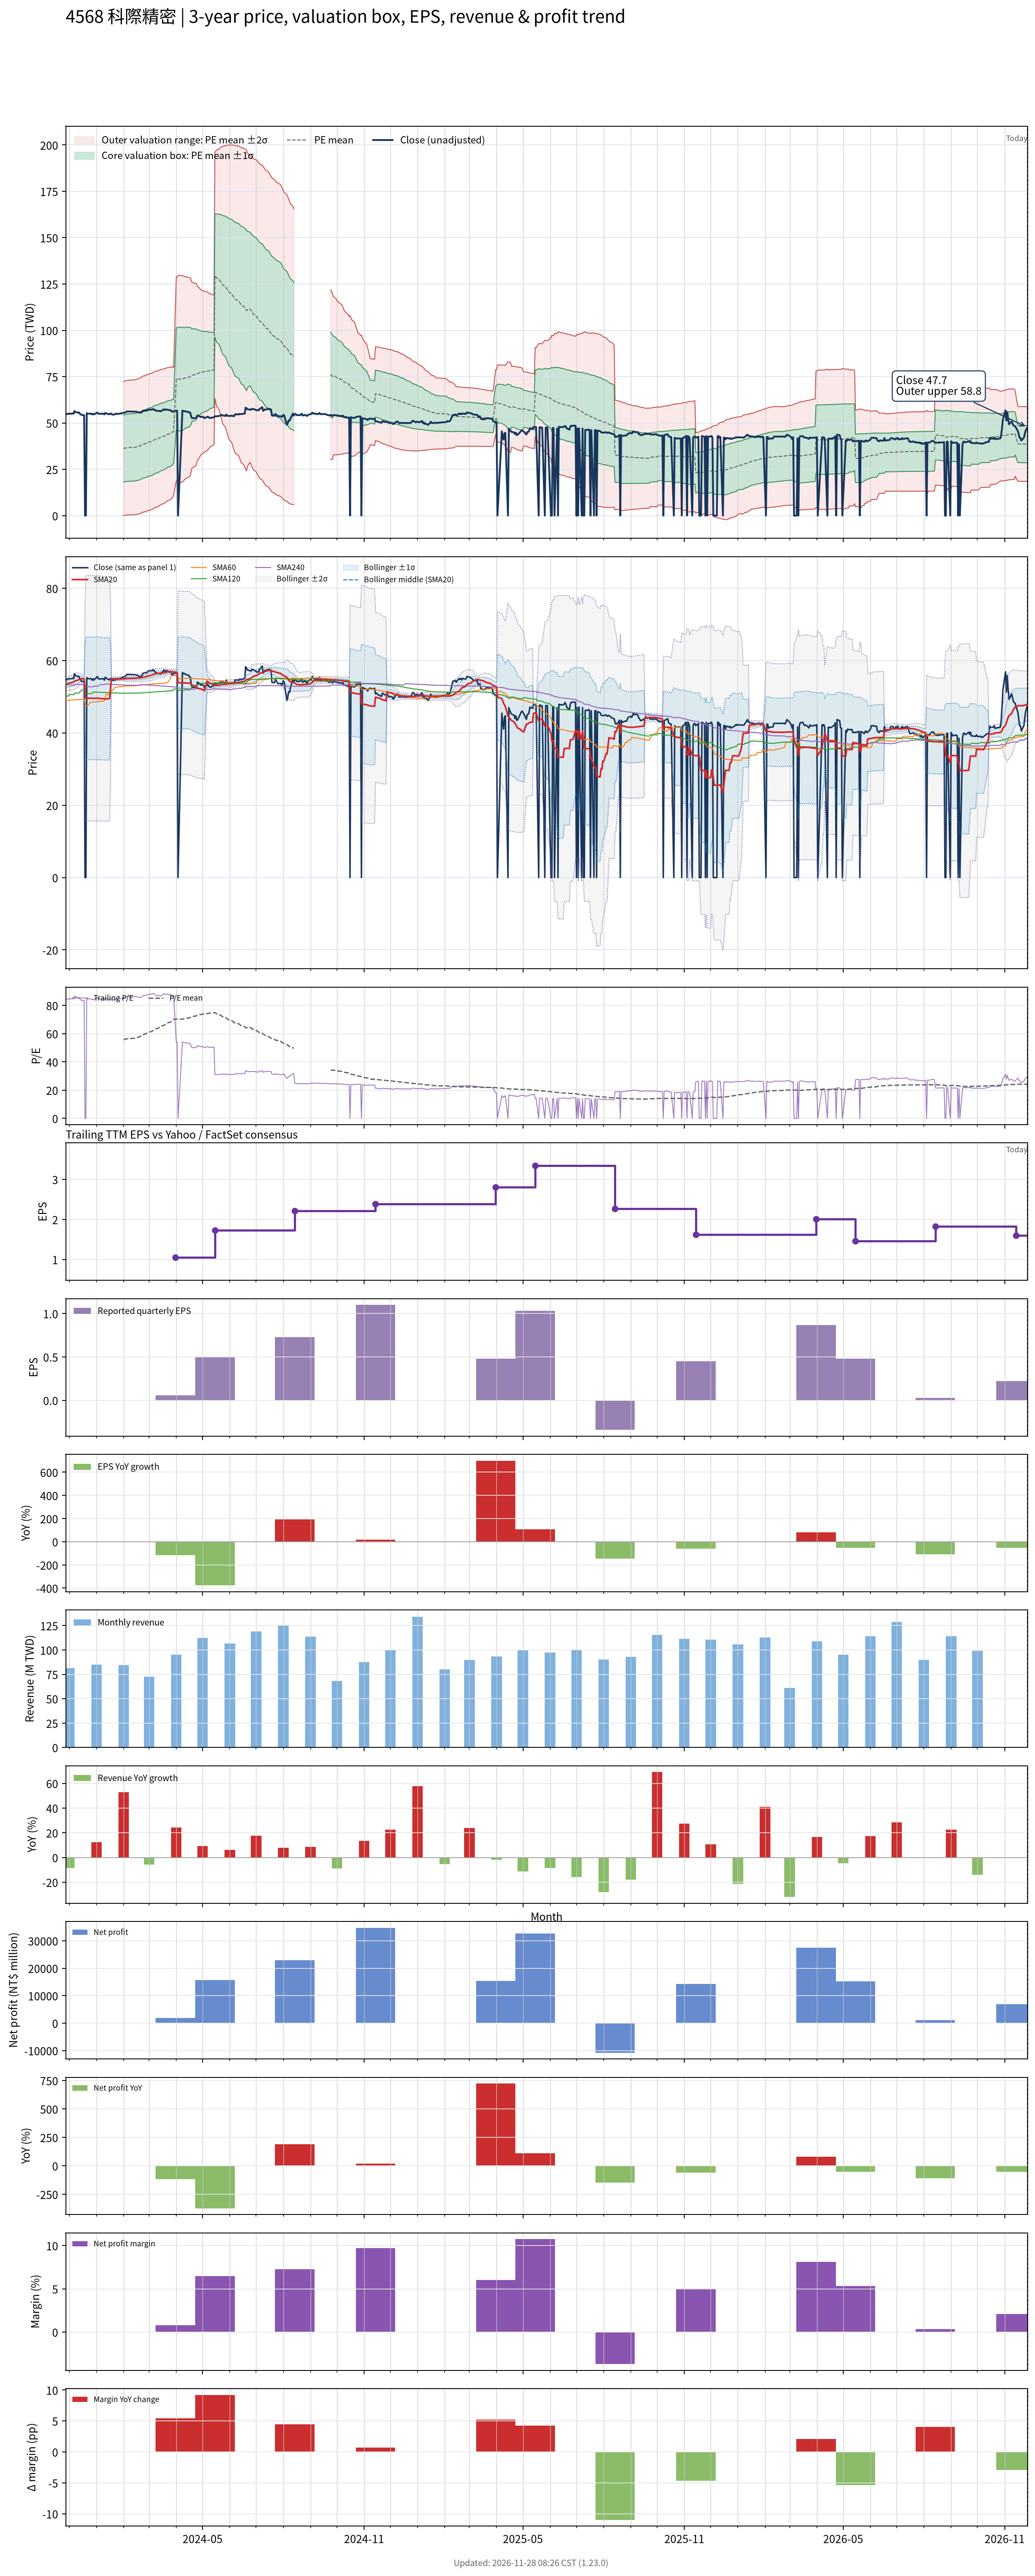 4568 科際精密 | 3-year price, valuation box, EPS, revenue & profit trend
Outer valuation range: PE mean ±2σ
Core valuation box: PE mean ±1σ
PE mean
Close (unadjusted)
Today
Close 47.7
Outer upper 58.8
Price (TWD)
200
175
150
125
100
75
50
25
0
Close (same as panel 1)
SMA20
SMA60
SMA120
SMA240
Bollinger ±2σ
Bollinger ±1σ
Bollinger middle (SMA20)
Price
80
60
40
20
0
-20
Trailing P/E
P/E mean
P/E
80
60
40
20
0
Trailing TTM EPS vs Yahoo / FactSet consensus
Today
EPS
3
2
1
Reported quarterly EPS
EPS
1.0
0.5
0.0
EPS YoY growth
YoY (%)
600
400
200
0
-200
-400
Monthly revenue
Revenue (M TWD)
125
100
75
50
25
0
Revenue YoY growth
YoY (%)
60
40
20
0
-20
Month
Net profit
Net profit (NT$ million)
30000
20000
10000
0
-10000
Net profit YoY
YoY (%)
750
500
250
0
-250
Net profit margin
Margin (%)
10
5
0
Margin YoY change
Δ margin (pp)
10
5
0
-5
-10
2024-05
2024-11
2025-05
2025-11
2026-05
2026-11
Updated: 2026-11-28 08:26 CST (1.23.0)